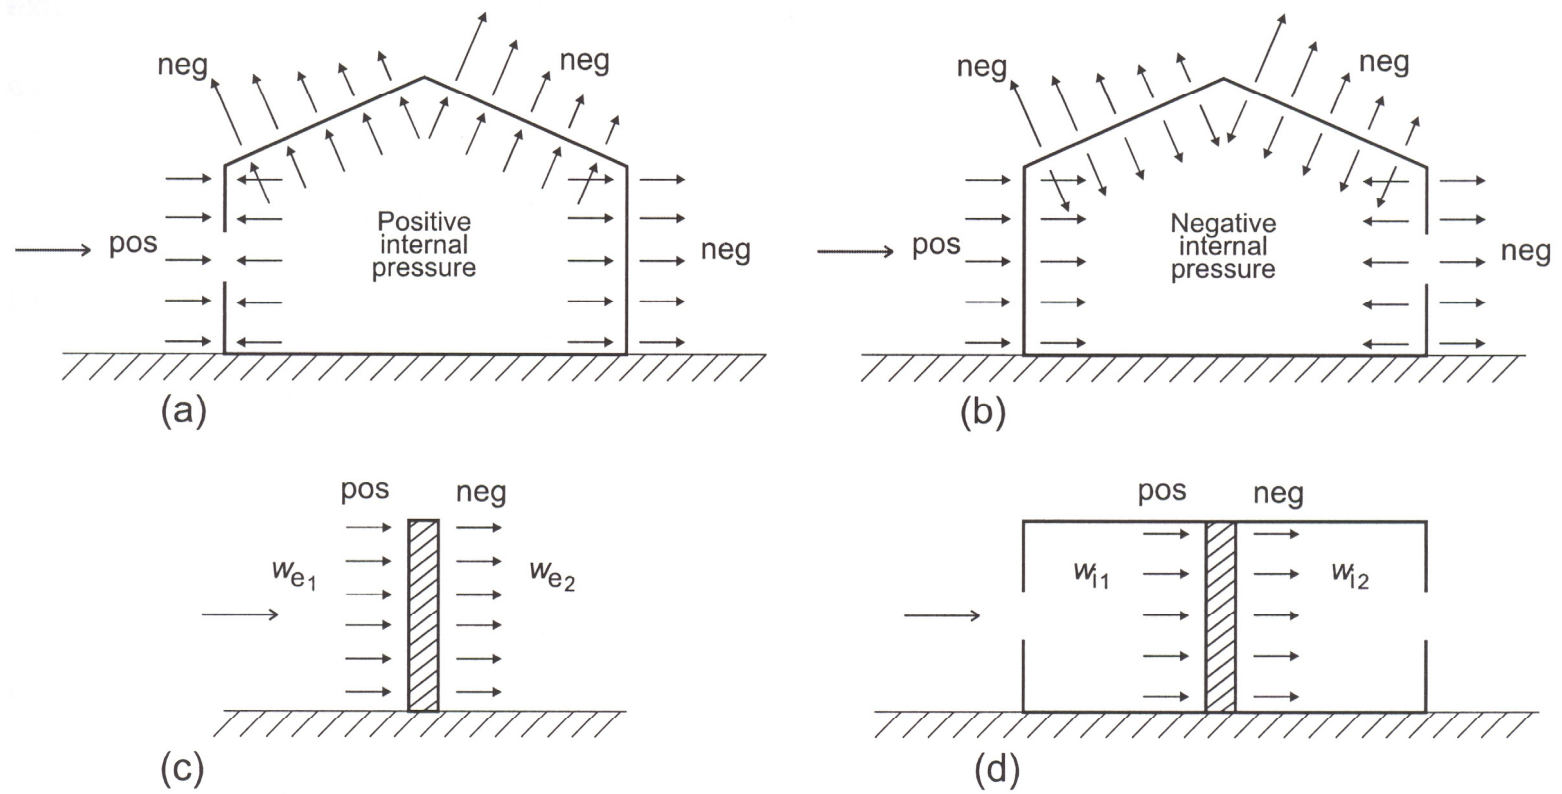 neg
neg
pos
Positive
internal
pressure
neg
(a)
neg
neg
pos
Negative
internal
pressure
neg
(b)
pos
neg
we1
we2
(c)
pos
neg
wi1
wi2
(d)